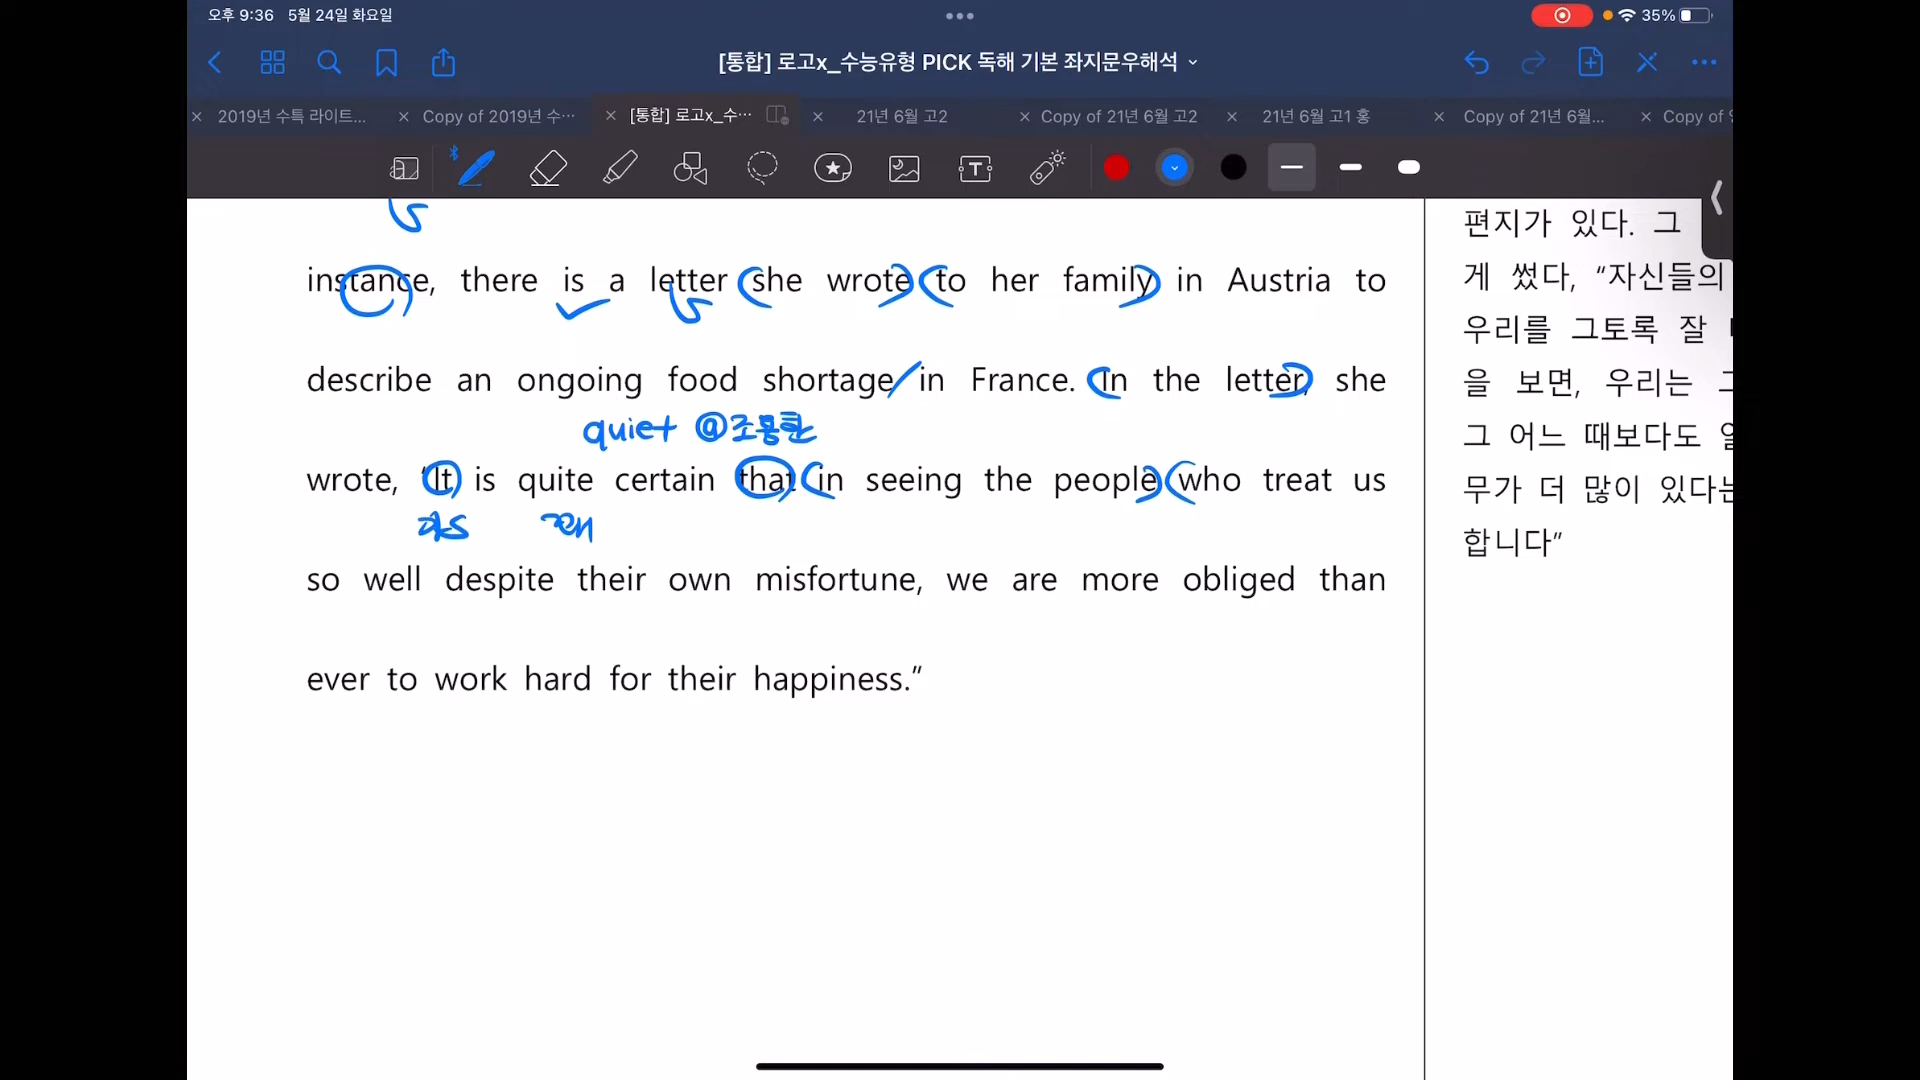 오후 9:36 5월 24일 화요일
35%
[통합] 로고x_수능유형 PICK 독해 기본 좌지문우해석
2019년 수특 라이트...
Copy of 2019년 수...
[통합] 로고x_수...
21년 6월 고2
Copy of 21년 6월 고2
21년 6월 고1 홍
Copy of 21년 6월...
Copy of
instance, there is a letter she wrote to her family in Austria to
describe an ongoing food shortage in France. In the letter, she
quiet @조용한
wrote, “It is quite certain that in seeing the people who treat us
가S 꽤
so well despite their own misfortune, we are more obliged than
ever to work hard for their happiness.”
편지가 있다. 그
게 썼다, “자신들의
우리를 그토록 잘
을 보면, 우리는
그 어느 때보다도
무가 더 많이 있다는
합니다”